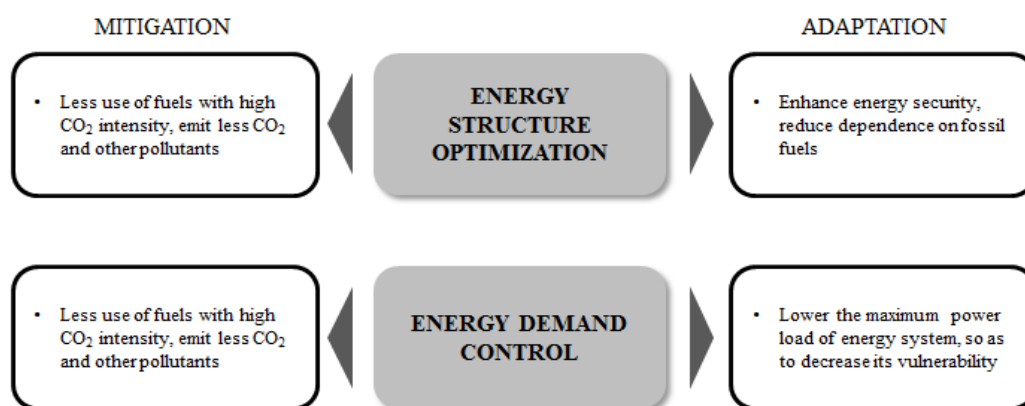 MITIGATION
ADAPTATION
• Less use of fuels with high
CO₂ intensity, emit less CO₂
and other pollutants
ENERGY
STRUCTURE
OPTIMIZATION
• Enhance energy security,
reduce dependence on fossil
fuels
• Less use of fuels with high
CO₂ intensity, emit less CO₂
and other pollutants
ENERGY DEMAND
CONTROL
• Lower the maximum power
load of energy system, so as
to decrease its vulnerability